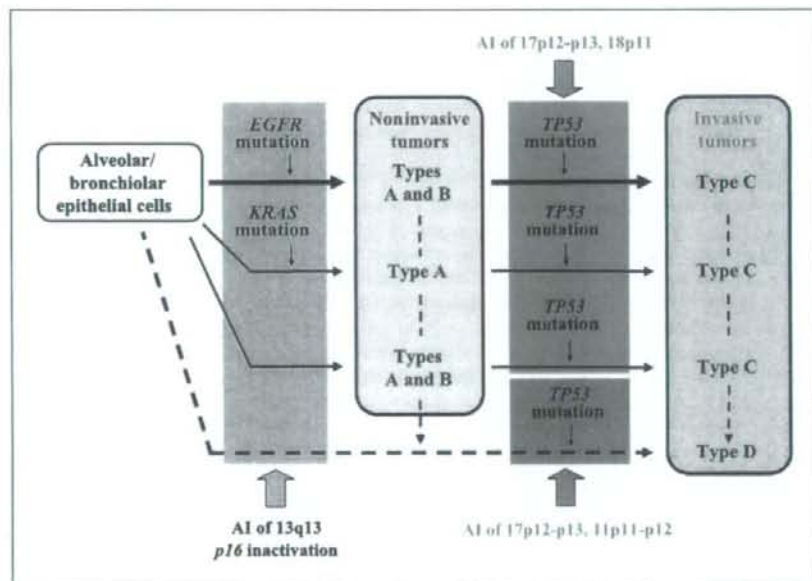 AI of 17p12-p13, 18p11
EGFR
mutation
Noninvasive
tumors
TP53
mutation
Invasive
tumors
Alveolar/
bronchiolar
epithelial cells
Types
A and B
Type C
KRAS
mutation
TP53
mutation
Type A
Type C
TP53
mutation
Types
A and B
Type C
TP53
mutation
Type D
AI of 13q13
p16 inactivation
AI of 17p12-p13, 11p11-p12